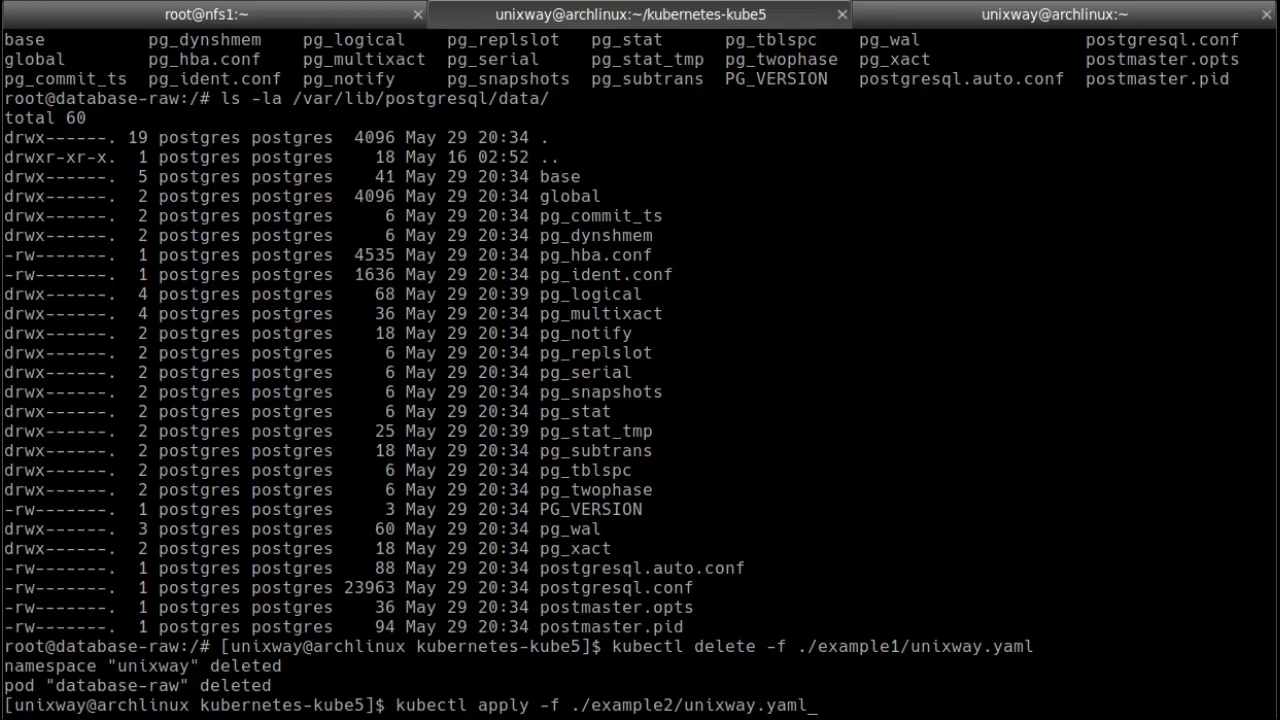 root@nfs1:~ × unixway@archlinux:~/kubernetes-kube5 × unixway@archlinux:~ ×
base pg_dynshmem pg_logical pg_replslot pg_stat pg_tblspc pg_wal postgresql.conf
global pg_hba.conf pg_multixact pg_serial pg_stat_tmp pg_twophase pg_xact postmaster.opts
pg_commit_ts pg_ident.conf pg_notify pg_snapshots pg_subtrans PG_VERSION postgresql.auto.conf postmaster.pid
root@database-raw:/# ls -la /var/lib/postgresql/data/
total 60
drwx------. 19 postgres postgres 4096 May 29 20:34 .
drwxr-xr-x. 1 postgres postgres 18 May 16 02:52 ..
drwx------. 5 postgres postgres 41 May 29 20:34 base
drwx------. 2 postgres postgres 4096 May 29 20:34 global
drwx------. 2 postgres postgres 6 May 29 20:34 pg_commit_ts
drwx------. 2 postgres postgres 6 May 29 20:34 pg_dynshmem
-rw-------. 1 postgres postgres 4535 May 29 20:34 pg_hba.conf
-rw-------. 1 postgres postgres 1636 May 29 20:34 pg_ident.conf
drwx------. 4 postgres postgres 68 May 29 20:39 pg_logical
drwx------. 4 postgres postgres 36 May 29 20:34 pg_multixact
drwx------. 2 postgres postgres 18 May 29 20:34 pg_notify
drwx------. 2 postgres postgres 6 May 29 20:34 pg_replslot
drwx------. 2 postgres postgres 6 May 29 20:34 pg_serial
drwx------. 2 postgres postgres 6 May 29 20:34 pg_snapshots
drwx------. 2 postgres postgres 6 May 29 20:34 pg_stat
drwx------. 2 postgres postgres 25 May 29 20:39 pg_stat_tmp
drwx------. 2 postgres postgres 18 May 29 20:34 pg_subtrans
drwx------. 2 postgres postgres 6 May 29 20:34 pg_tblspc
drwx------. 2 postgres postgres 6 May 29 20:34 pg_twophase
-rw-------. 1 postgres postgres 3 May 29 20:34 PG_VERSION
drwx------. 3 postgres postgres 60 May 29 20:34 pg_wal
drwx------. 2 postgres postgres 18 May 29 20:34 pg_xact
-rw-------. 1 postgres postgres 88 May 29 20:34 postgresql.auto.conf
-rw-------. 1 postgres postgres 23963 May 29 20:34 postgresql.conf
-rw-------. 1 postgres postgres 36 May 29 20:34 postmaster.opts
-rw-------. 1 postgres postgres 94 May 29 20:34 postmaster.pid
root@database-raw:/# [unixway@archlinux kubernetes-kube5]$ kubectl delete -f ./example1/unixway.yaml
namespace "unixway" deleted
pod "database-raw" deleted
[unixway@archlinux kubernetes-kube5]$ kubectl apply -f ./example2/unixway.yaml_